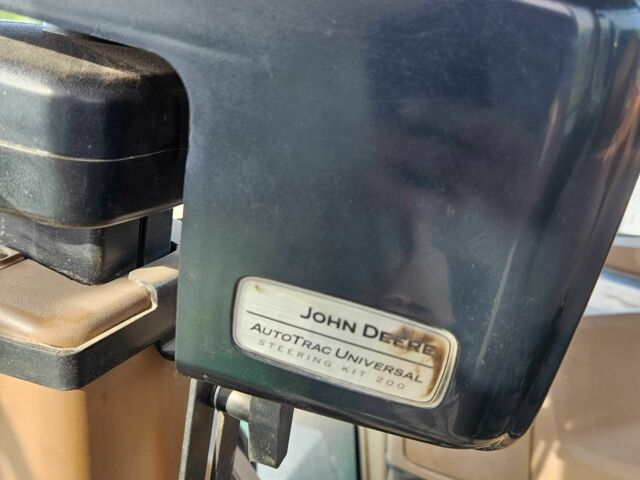 JOHN DEERE
AUTOTRAC UNIVERSAL
STEERING KIT 200